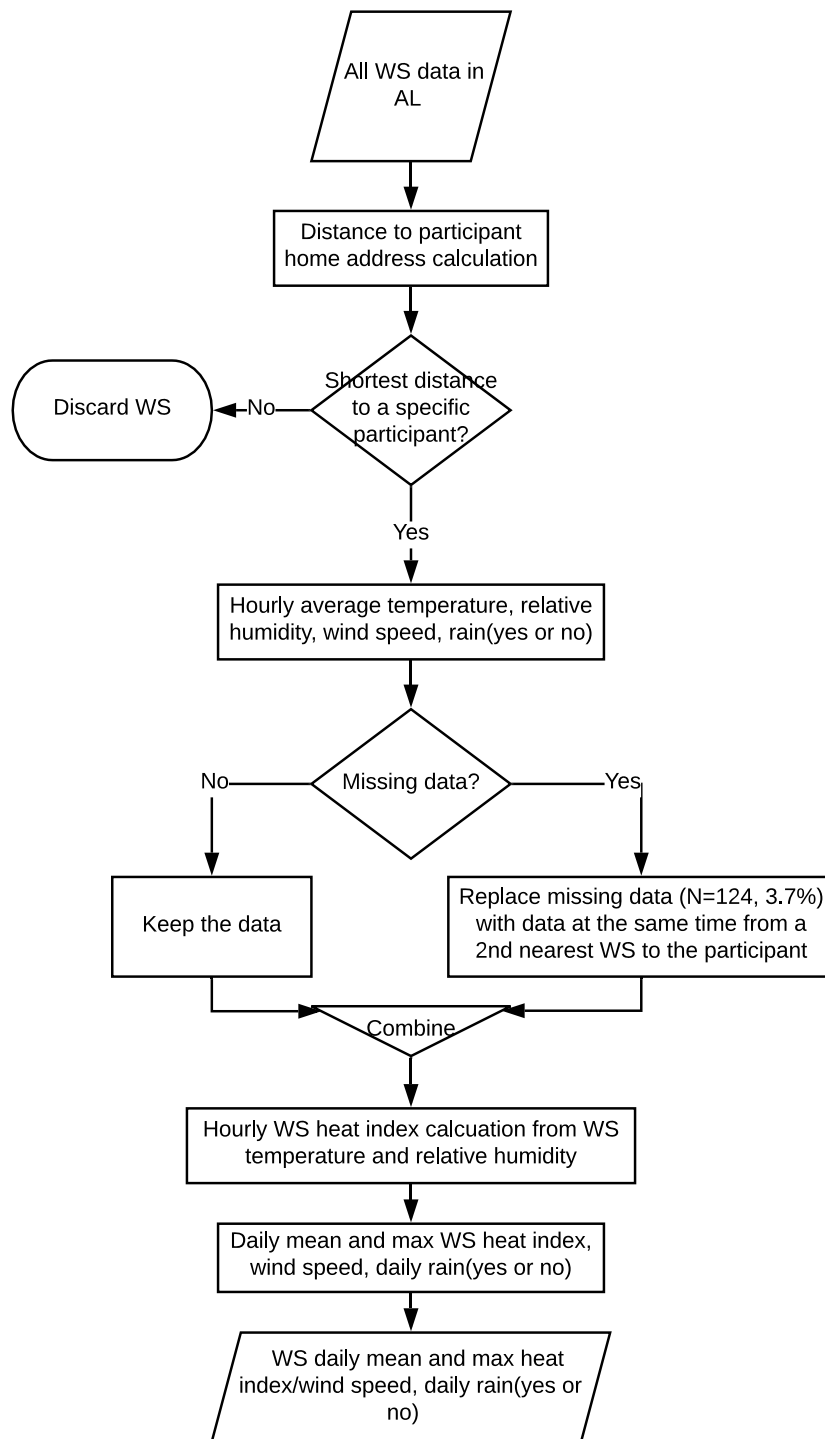 All WS data in
AL
Distance to participant
home address calculation
Shortest distance
to a specific
participant?
No
Discard WS
Yes
Hourly average temperature, relative
humidity, wind speed, rain(yes or no)
Missing data?
No
Yes
Keep the data
Replace missing data (N=124, 3.7%)
with data at the same time from a
2nd nearest WS to the participant
Combine
Hourly WS heat index calcuation from WS
temperature and relative humidity
Daily mean and max WS heat index,
wind speed, daily rain(yes or no)
WS daily mean and max heat
index/wind speed, daily rain(yes or
no)